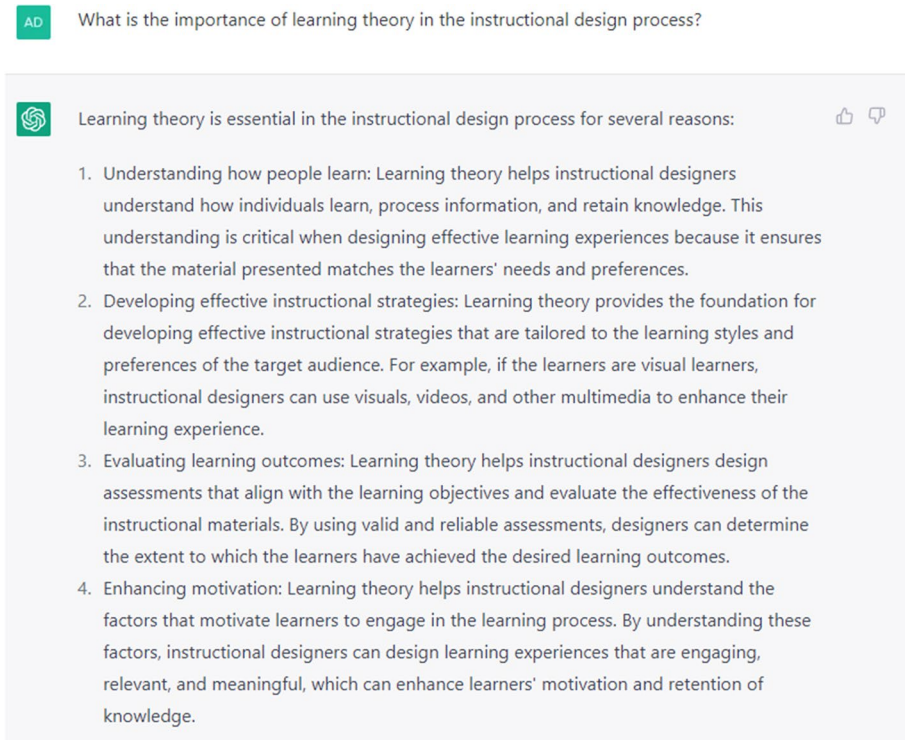 AD
What is the importance of learning theory in the instructional design process?
Learning theory is essential in the instructional design process for several reasons:
1. Understanding how people learn: Learning theory helps instructional designers
understand how individuals learn, process information, and retain knowledge. This
understanding is critical when designing effective learning experiences because it ensures
that the material presented matches the learners' needs and preferences.
2. Developing effective instructional strategies: Learning theory provides the foundation for
developing effective instructional strategies that are tailored to the learning styles and
preferences of the target audience. For example, if the learners are visual learners,
instructional designers can use visuals, videos, and other multimedia to enhance their
learning experience.
3. Evaluating learning outcomes: Learning theory helps instructional designers design
assessments that align with the learning objectives and evaluate the effectiveness of the
instructional materials. By using valid and reliable assessments, designers can determine
the extent to which the learners have achieved the desired learning outcomes.
4. Enhancing motivation: Learning theory helps instructional designers understand the
factors that motivate learners to engage in the learning process. By understanding these
factors, instructional designers can design learning experiences that are engaging,
relevant, and meaningful, which can enhance learners' motivation and retention of
knowledge.